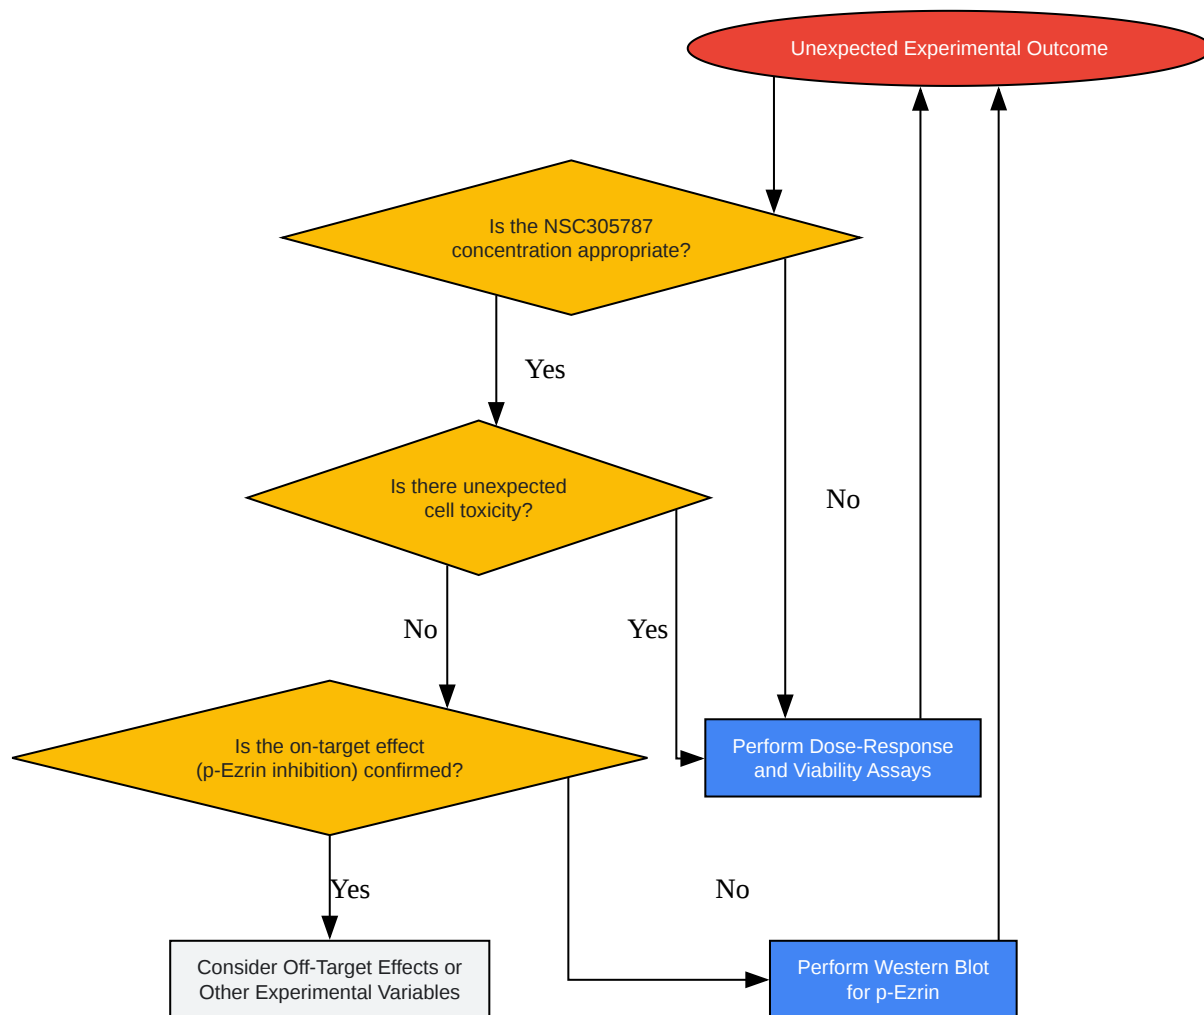 Unexpected Experimental Outcome
Is the NSC305787
concentration appropriate?
Yes
Is there unexpected
cell toxicity?
No
No
Yes
Is the on-target effect
(p-Ezrin inhibition) confirmed?
Perform Dose-Response
and Viability Assays
Yes
No
Consider Off-Target Effects or
Other Experimental Variables
Perform Western Blot
for p-Ezrin